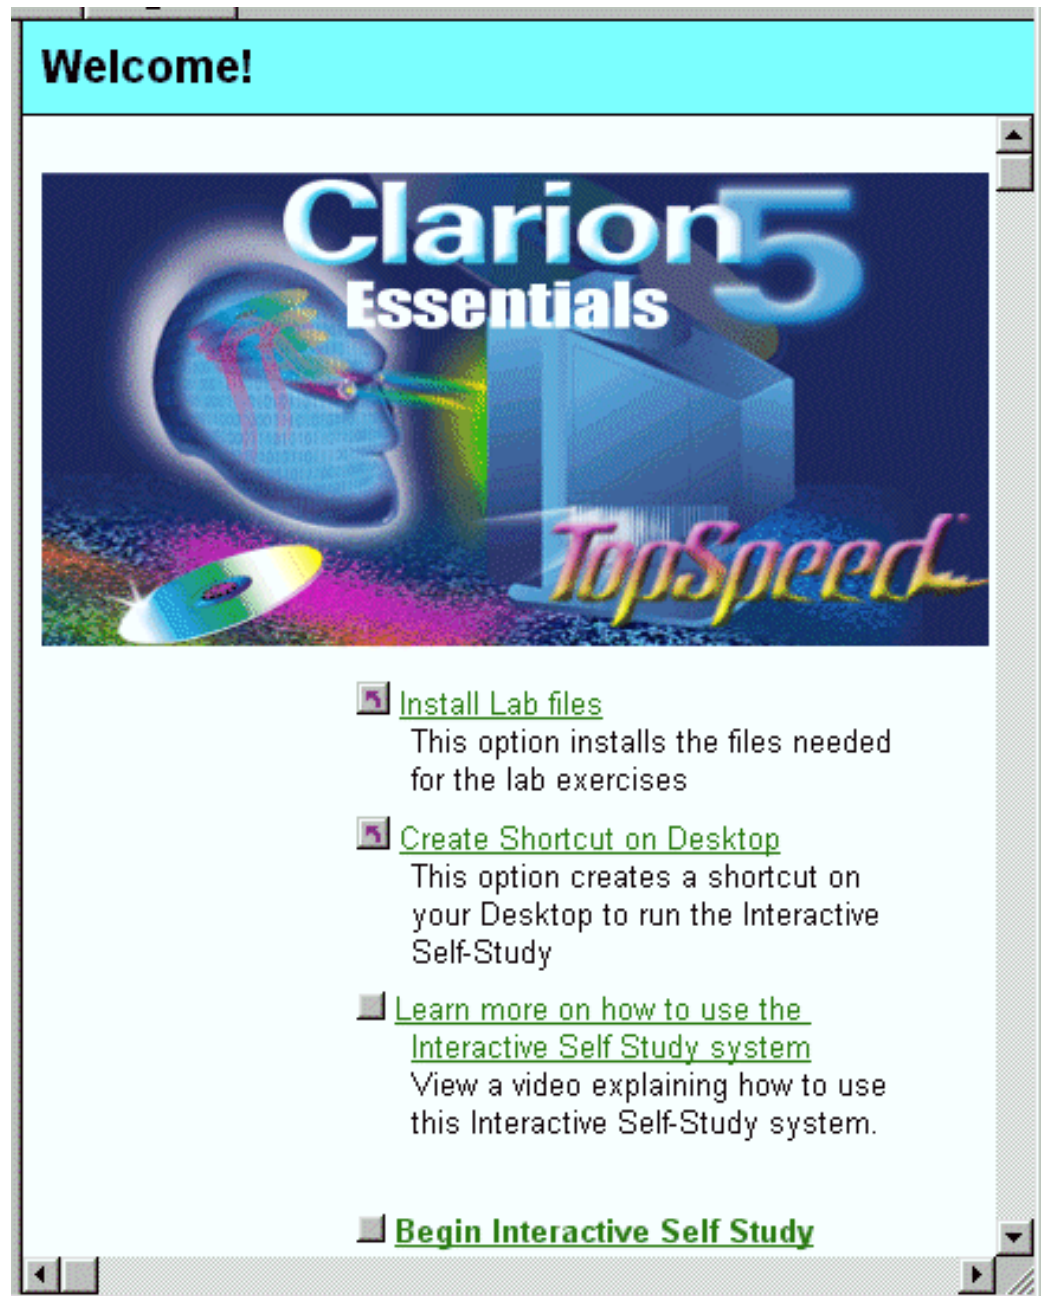 Welcome!
Clarion 5
Essentials
TopSpeed
Install Lab files
This option installs the files needed
for the lab exercises
Create Shortcut on Desktop
This option creates a shortcut on
your Desktop to run the Interactive
Self-Study
Learn more on how to use the
Interactive Self Study system
View a video explaining how to use
this Interactive Self-Study system.
Begin Interactive Self Study